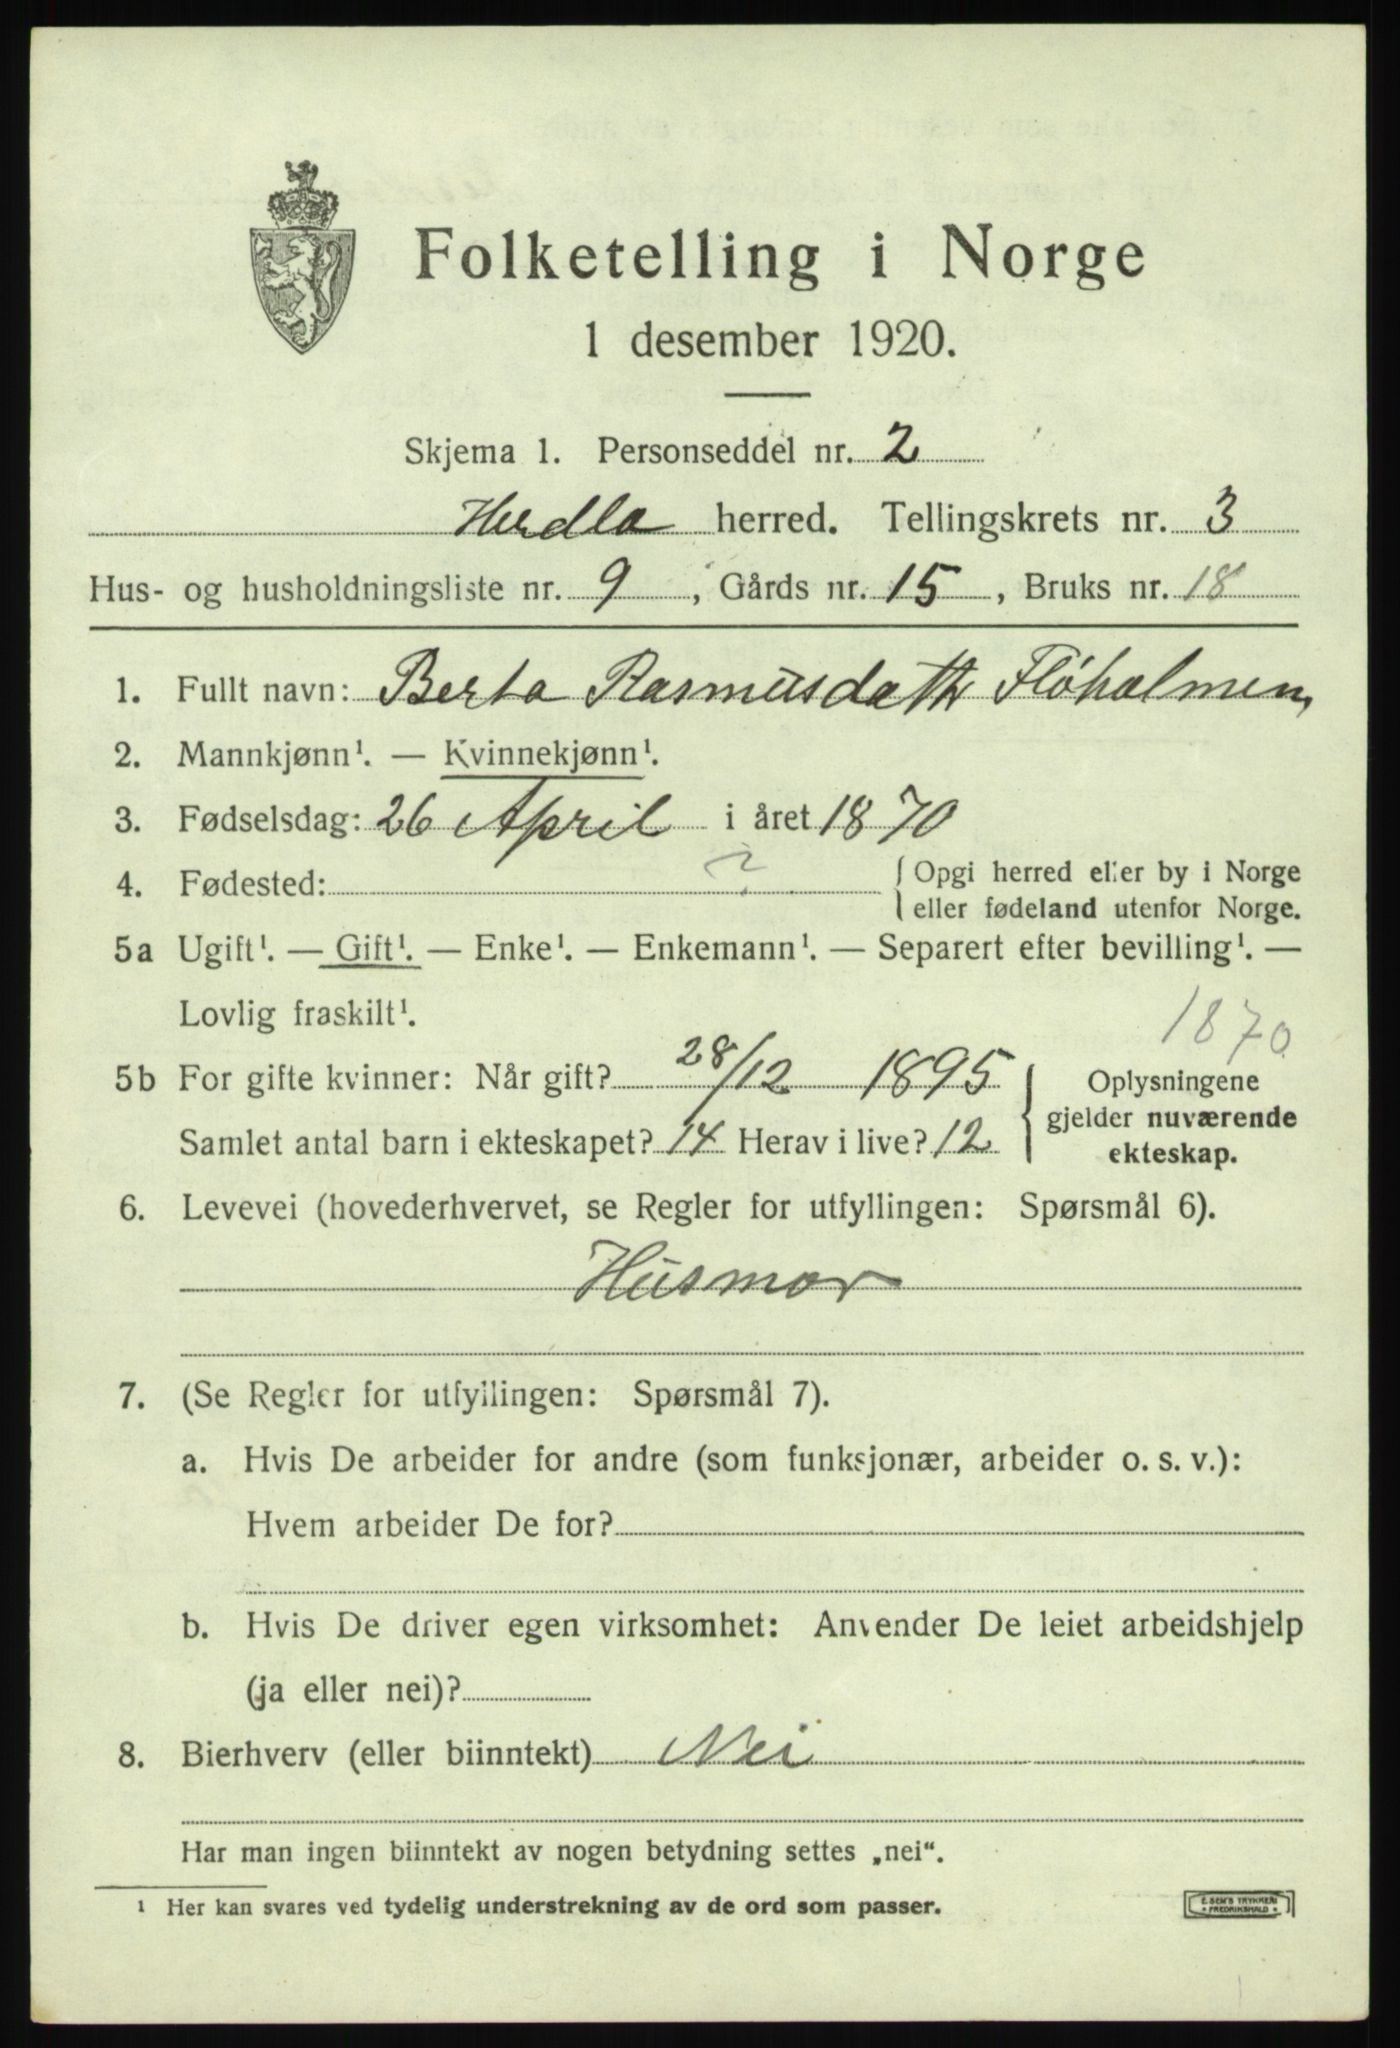 Folketelling i Norge
1 desember 1920.
Skjema 1. Personseddel nr. 2
Herdla herred. Tellingskrets nr. 3
Hus- og husholdningsliste nr. 9, Gårds nr. 15, Bruks nr. 18
1. Fullt navn: Berta Rasmusdath Fløholmen,
2. Mannkjønn¹. — Kvinnekjønn¹.
3. Fødselsdag: 26 April i året 1870
4. Fødested: ? { Opgi herred eller by i Norge
eller fødeland utenfor Norge.
5a Ugift¹. — Gift¹. — Enke¹. — Enkemann¹. — Separert efter bevilling¹. —
Lovlig fraskilt¹.
1870
5b For gifte kvinner: Når gift? 28/12 1895 { Oplysningene
gjelder nuværende
Samlet antal barn i ekteskapet? 14 Herav i live? 12
ekteskap.
6. Levevei (hovederhvervet, se Regler for utfyllingen: Spørsmål 6).
Husmor
7. (Se Regler for utfyllingen: Spørsmål 7).
a. Hvis De arbeider for andre (som funksjonær, arbeider o. s. v.):
Hvem arbeider De for?
b. Hvis De driver egen virksomhet: Anvender De leiet arbeidshjelp
(ja eller nei)?
8. Bierhverv (eller biinntekt) Nei
Har man ingen biinntekt av nogen betydning settes „nei“.
¹ Her kan svares ved tydelig understrekning av de ord som passer.
E. SEM'S TRYKKERI
* FREDRIKSHALD *